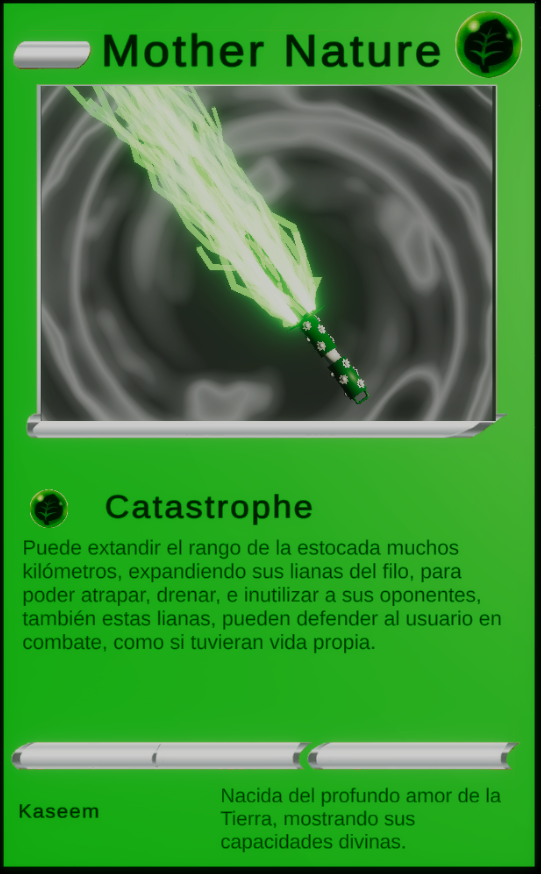 Mother Nature
Catastrophe
Puede extandir el rango de la estocada muchos
kilómetros, expandiendo sus lianas del filo, para
poder atrapar, drenar, e inutilizar a sus oponentes,
también estas lianas, pueden defender al usuario en
combate, como si tuvieran vida propia.
Kaseem
Nacida del profundo amor de la
Tierra, mostrando sus
capacidades divinas.